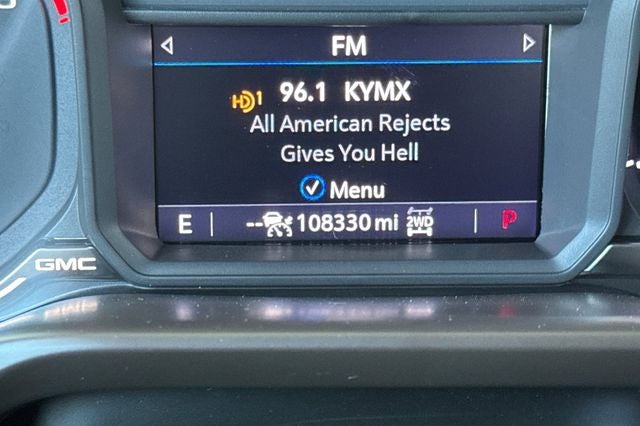 FM
HD1 96.1 KYMX
All American Rejects
Gives You Hell
Menu
E -- 108330 mi 2WD P
GMC